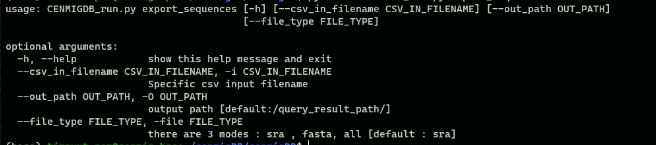 usage: CENMIGDB_run.py export_sequences [-h] [--csv_in_filename CSV_IN_FILENAME] [--out_path OUT_PATH]
[--file_type FILE_TYPE]
optional arguments:
-h, --help show this help message and exit
--csv_in_filename CSV_IN_FILENAME, -i CSV_IN_FILENAME
Specific csv input filename
--out_path OUT_PATH, -O OUT_PATH
output path [default:/query_result_path/]
--file_type FILE_TYPE, -file FILE_TYPE
there are 3 modes : sra , fasta, all [default : sra]